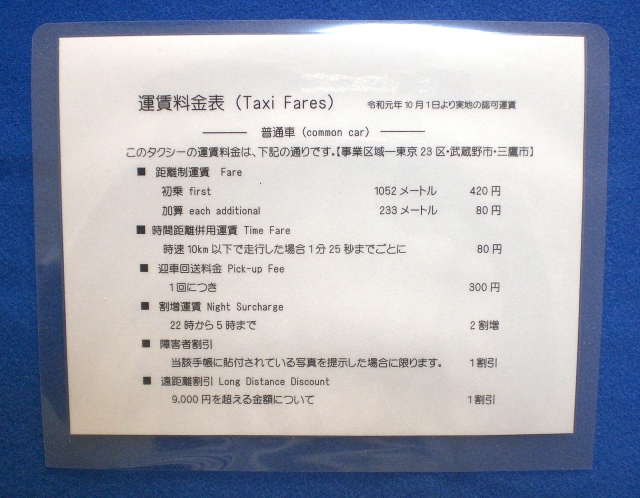 運賃料金表（Taxi Fares） 令和元年10月1日より実地の認可運賃
普通車（common car）
このタクシーの運賃料金は、下記の通りです。【事業区域―東京23区・武蔵野市・三鷹市】
■ 距離制運賃 Fare
初乗 first 1052メートル 420円
加算 each additional 233メートル 80円
■ 時間距離併用運賃 Time Fare
時速10km以下で走行した場合1分25秒までごとに 80円
■ 迎車回送料金 Pick-up Fee
1回につき 300円
■ 割増運賃 Night Surcharge
22時から5時まで 2割増
■ 障害者割引
当該手帳に貼付されている写真を提示した場合に限ります。 1割引
■ 遠距離割引 Long Distance Discount
9,000円を超える金額について 1割引